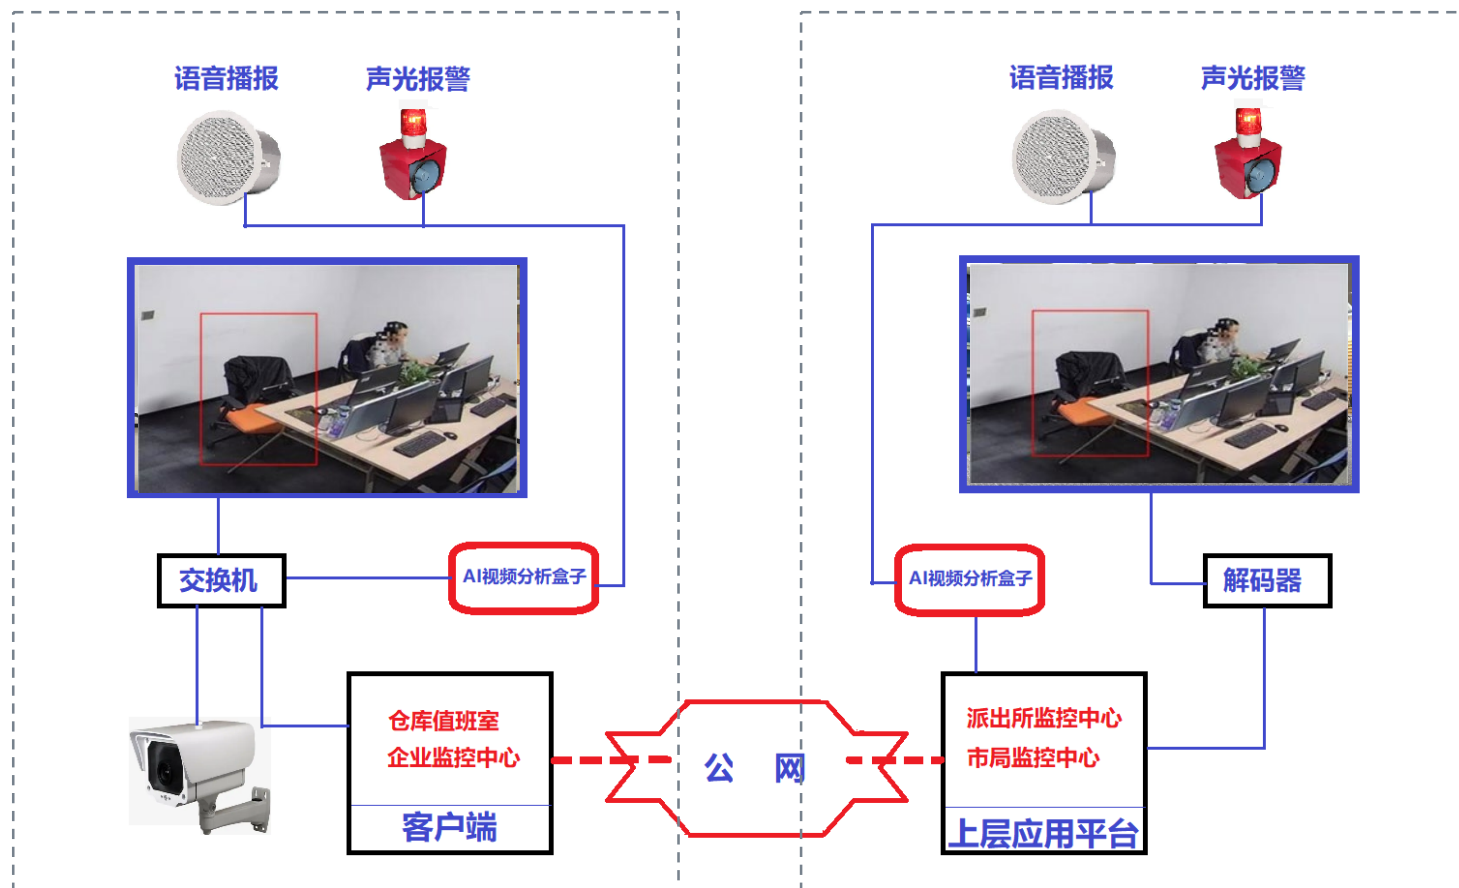 语音播报
声光报警
交换机
AI视频分析盒子
仓库值班室
企业监控中心
客户端
公 网
语音播报
声光报警
AI视频分析盒子
解码器
派出所监控中心
市局监控中心
上层应用平台